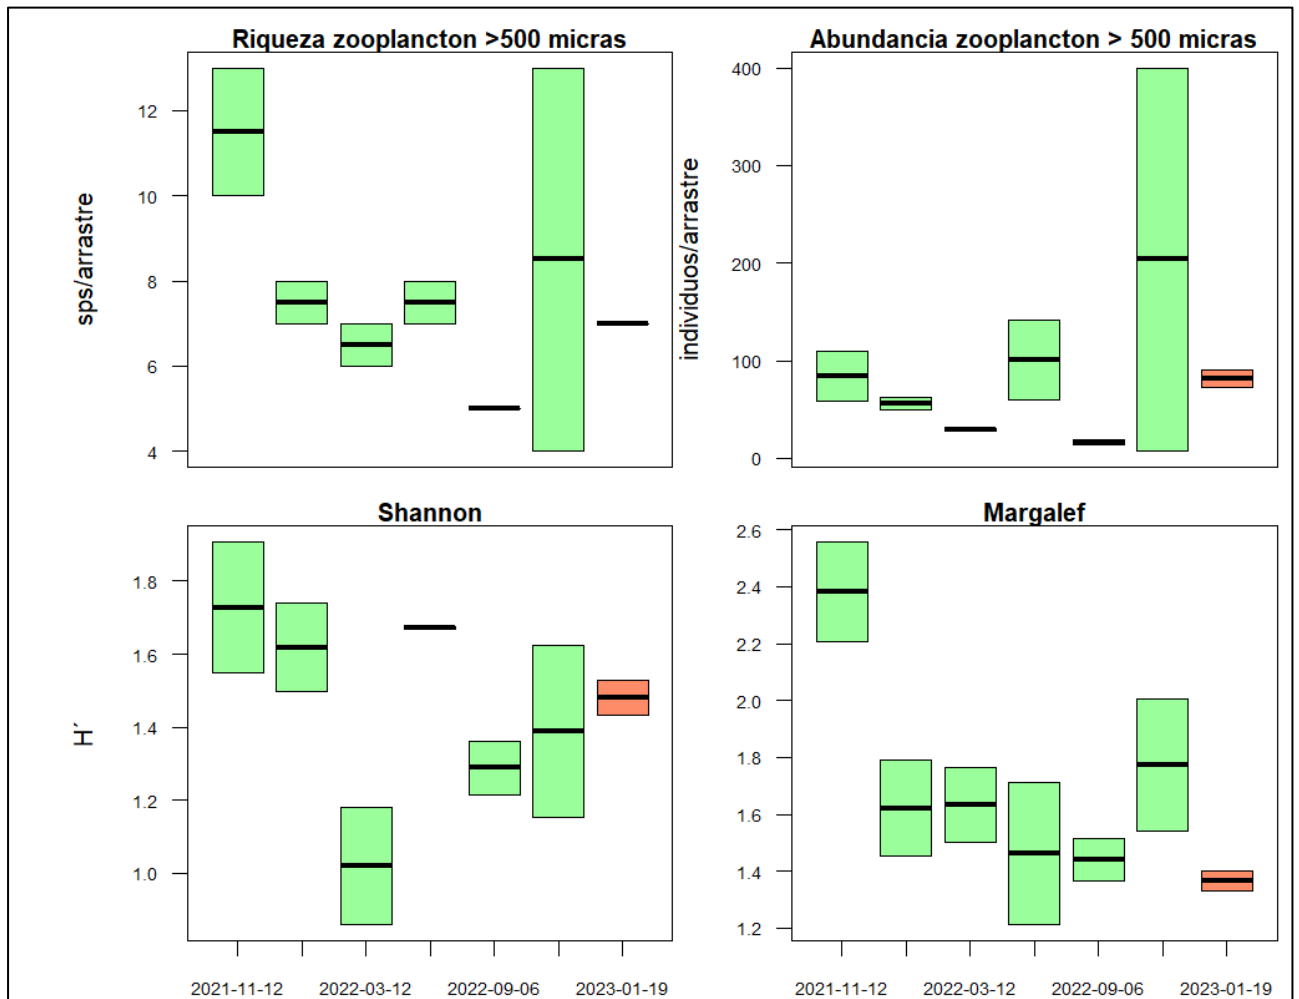 Riqueza zooplancton >500 micras
sps/arrastre
12
10
8
6
4
Abundancia zooplancton > 500 micras
individuos/arrastre
400
300
200
100
0
Shannon
H´
1.8
1.6
1.4
1.2
1.0
2021-11-12 2022-03-12 2022-09-06 2023-01-19
Margalef
2.6
2.4
2.2
2.0
1.8
1.6
1.4
1.2
2021-11-12 2022-03-12 2022-09-06 2023-01-19